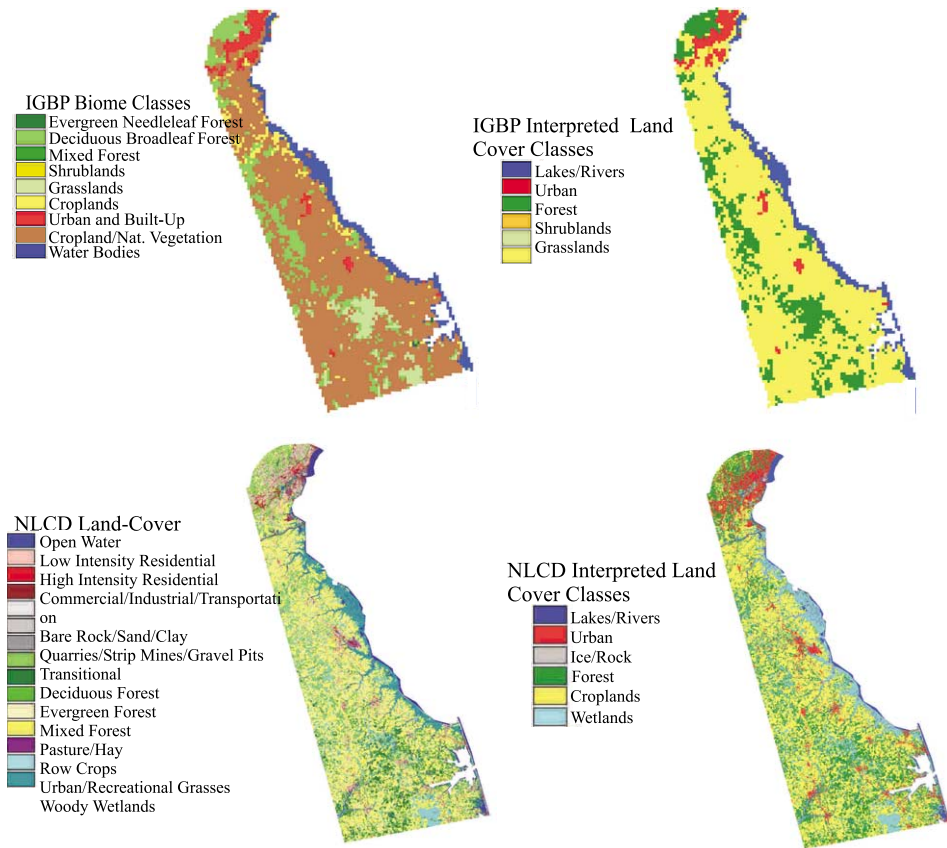 IGBP Biome Classes
Evergreen Needleleaf Forest
Deciduous Broadleaf Forest
Mixed Forest
Shrublands
Grasslands
Croplands
Urban and Built-Up
Cropland/Nat. Vegetation
Water Bodies
IGBP Interpreted Land
Cover Classes
Lakes/Rivers
Urban
Forest
Shrublands
Grasslands
NLCD Land-Cover
Open Water
Low Intensity Residential
High Intensity Residential
Commercial/Industrial/Transportati
on
Bare Rock/Sand/Clay
Quarries/Strip Mines/Gravel Pits
Transitional
Deciduous Forest
Evergreen Forest
Mixed Forest
Pasture/Hay
Row Crops
Urban/Recreational Grasses
Woody Wetlands
NLCD Interpreted Land
Cover Classes
Lakes/Rivers
Urban
Ice/Rock
Forest
Croplands
Wetlands